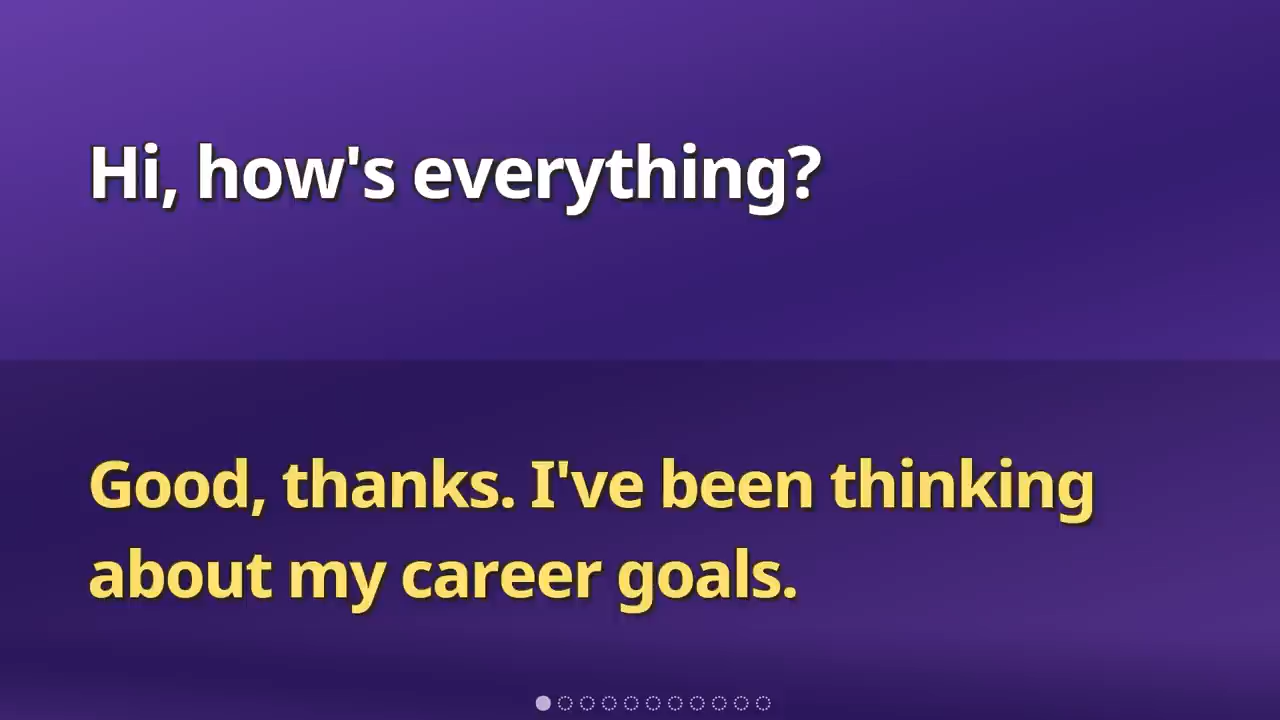 Hi, how's everything?
Good, thanks. I've been thinking
about my career goals.